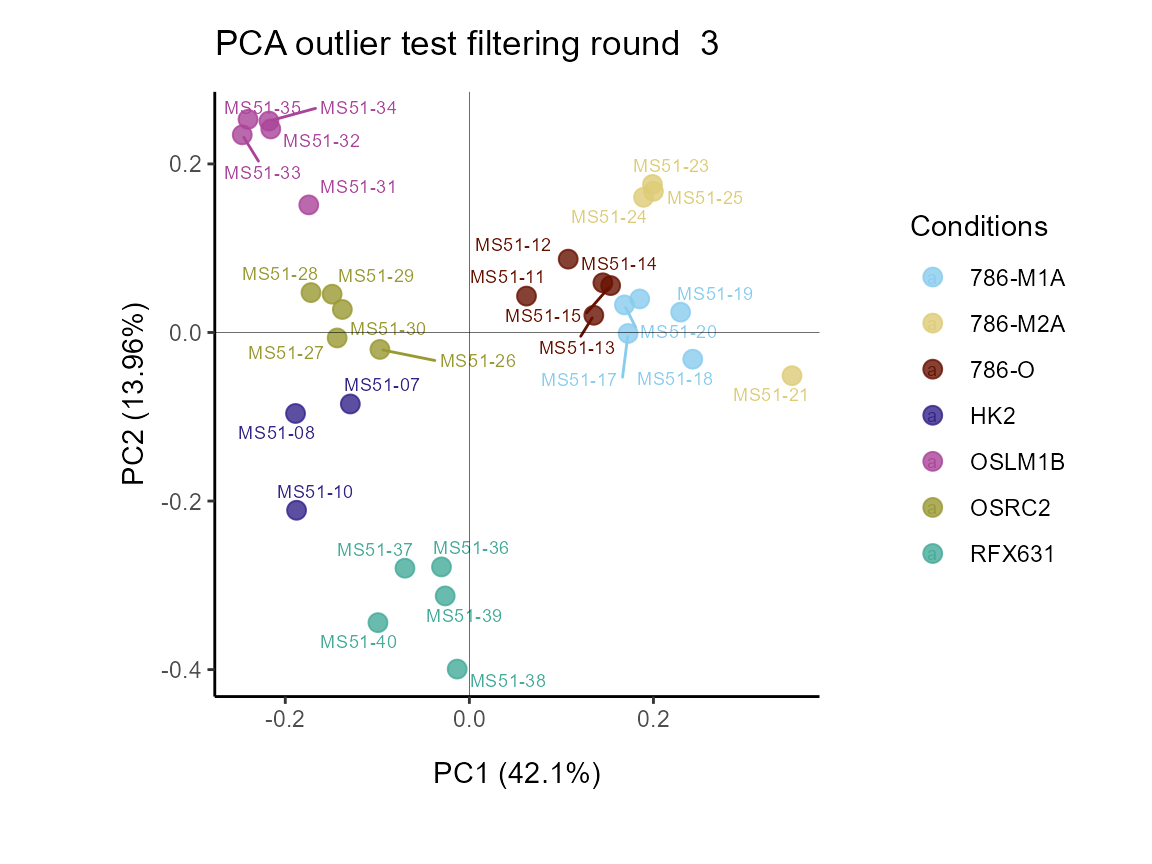 PCA outlier test filtering round  3
MS51-35
MS51-34
MS51-32
MS51-33
MS51-31
MS51-23
MS51-25
MS51-24
MS51-12
MS51-14
MS51-11
MS51-15
MS51-13
MS51-19
MS51-20
MS51-17
MS51-18
MS51-21
MS51-28
MS51-29
MS51-30
MS51-27
MS51-26
MS51-07
MS51-08
MS51-10
MS51-37
MS51-36
MS51-39
MS51-40
MS51-38
0.2
0.0
-0.2
-0.4
PC2 (13.96%)
-0.2
0.0
0.2
PC1 (42.1%)
Conditions
a 786-M1A
a 786-M2A
a 786-O
a HK2
a OSLM1B
a OSRC2
a RFX631